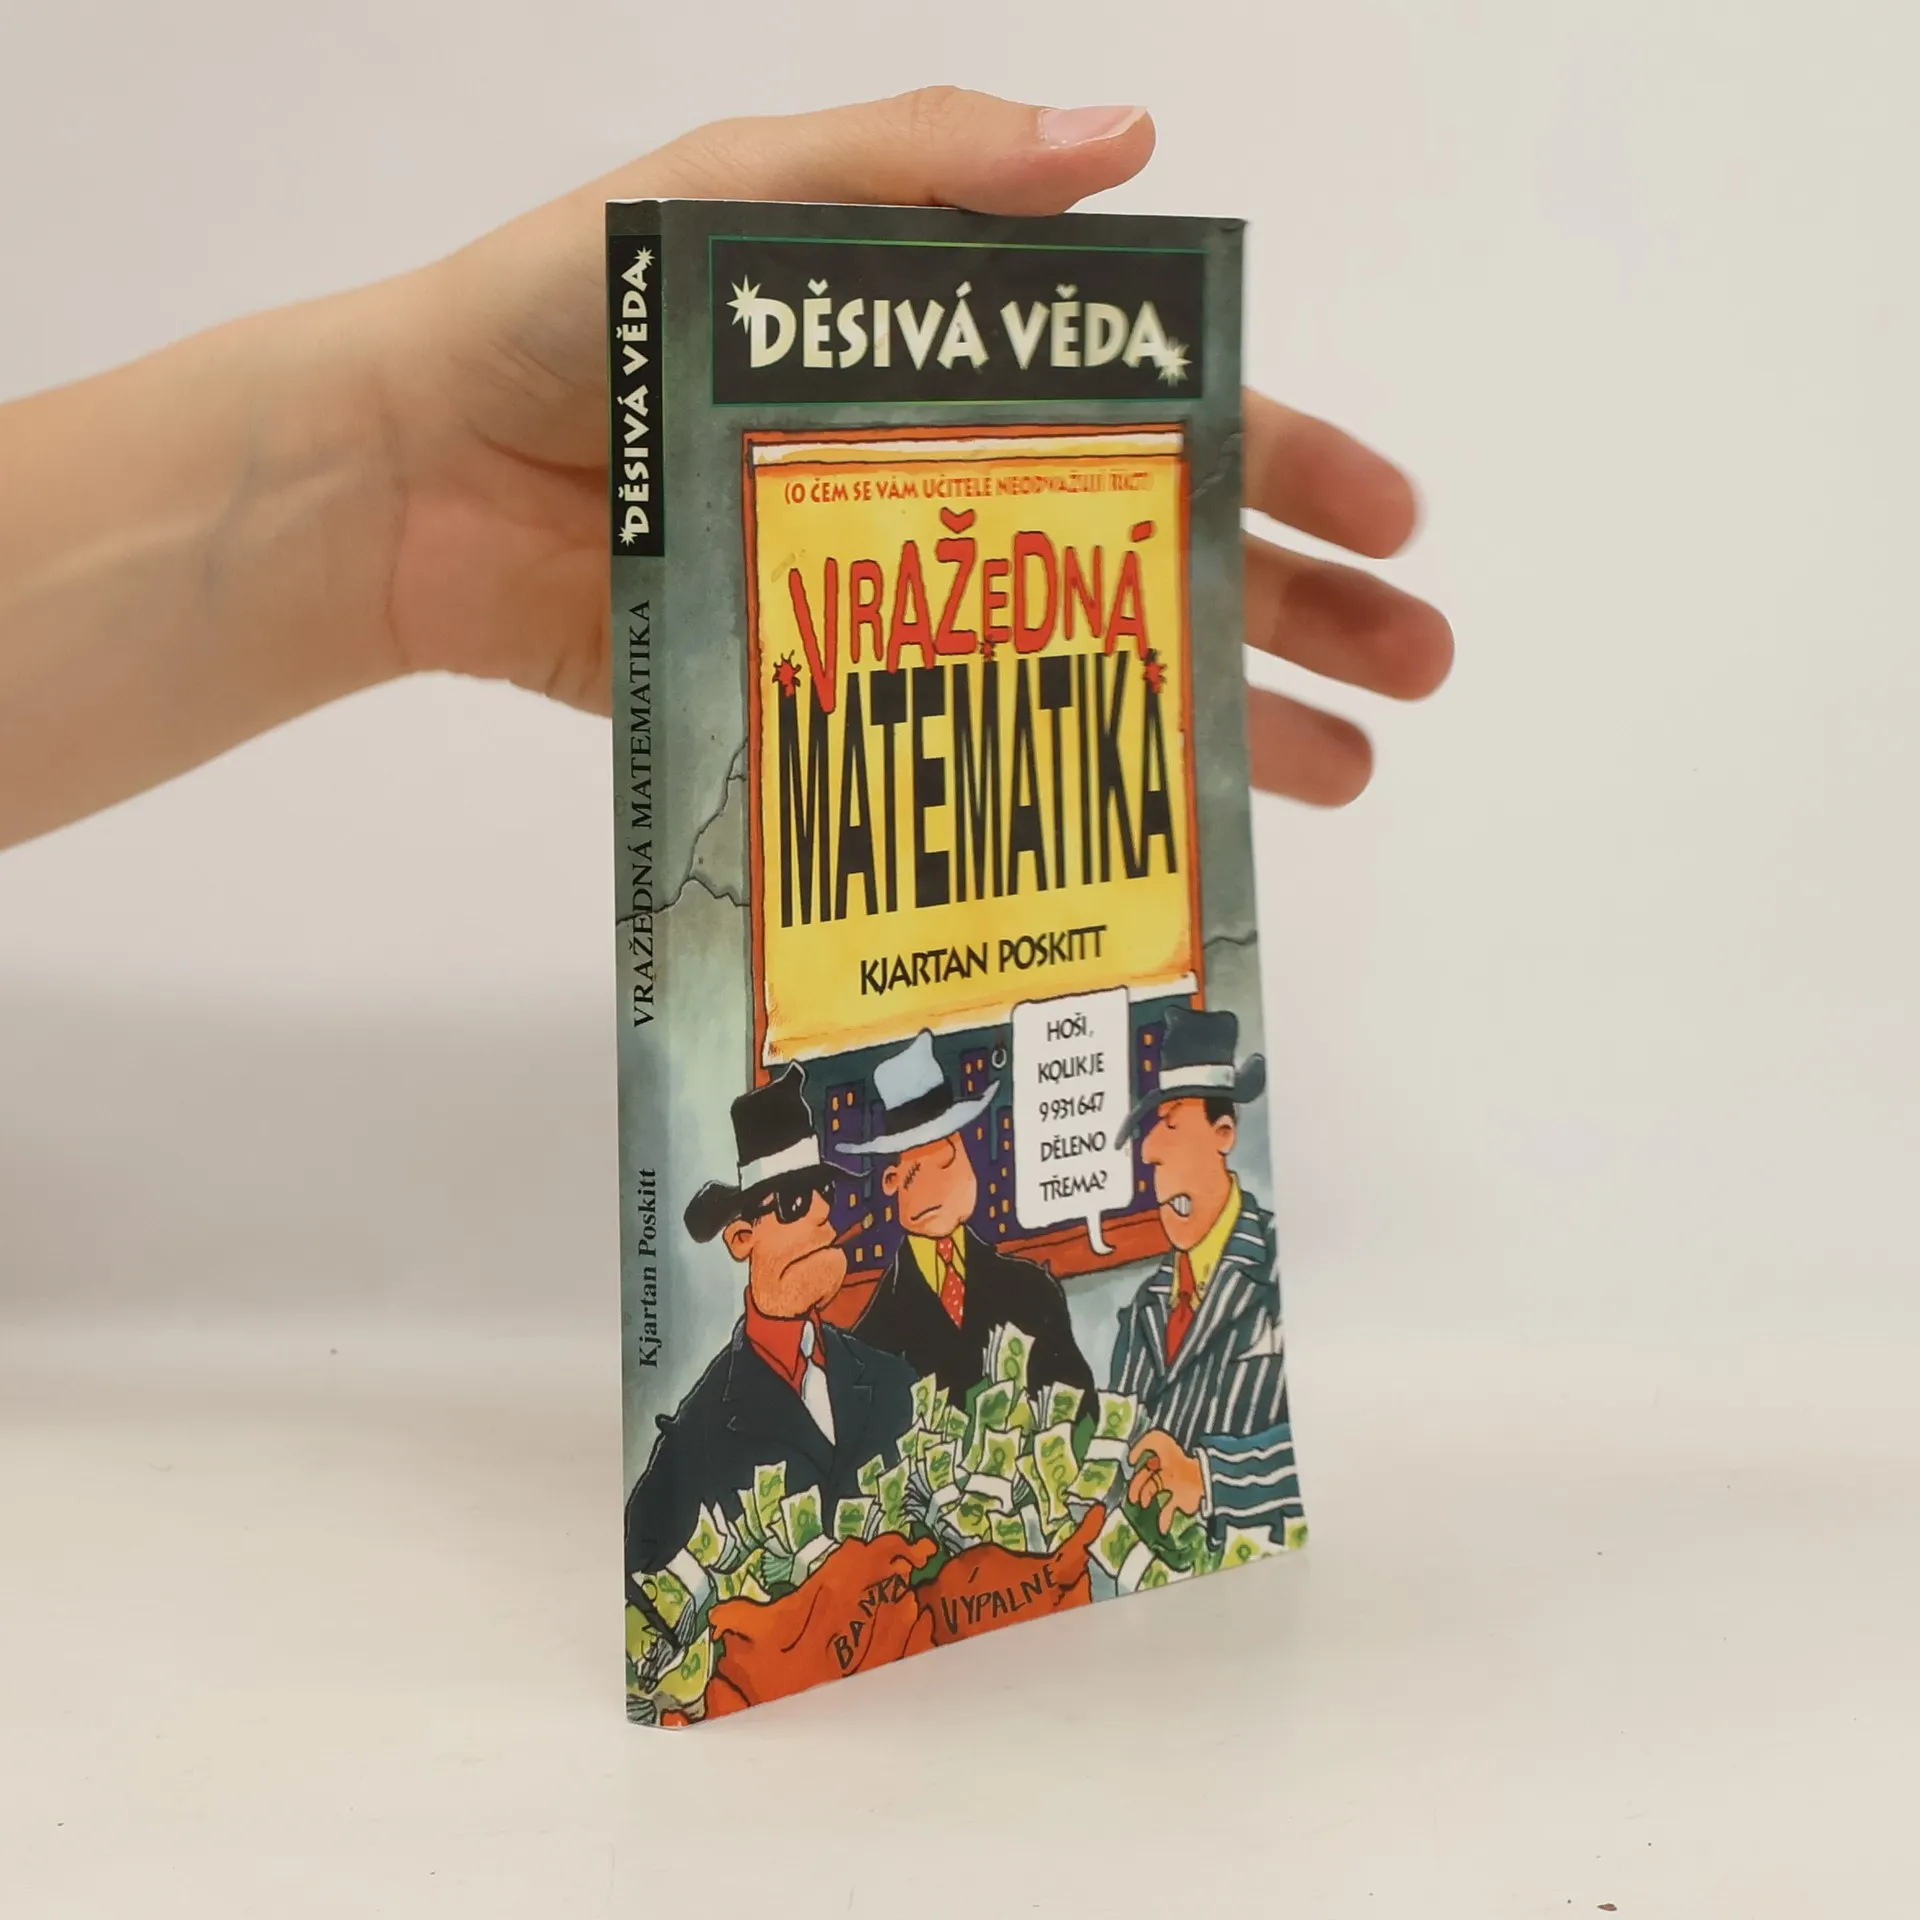 DĚSIVÁ VĚDA
VRAŽEDNÁ MATEMATIKA
Kjartan Poskitt
EGMONT
DĚSIVÁ VĚDA
(O ČEM SE VÁM UČITELÉ NEODVAŽUJÍ ŘÍCT)
VRAŽEDNÁ
MATEMATIKA
KJARTAN POSKITT
HOŠI,
KOLIK JE
9 931 647
DĚLENO
TŘEMA?
BANKA
VÝPALNÉ